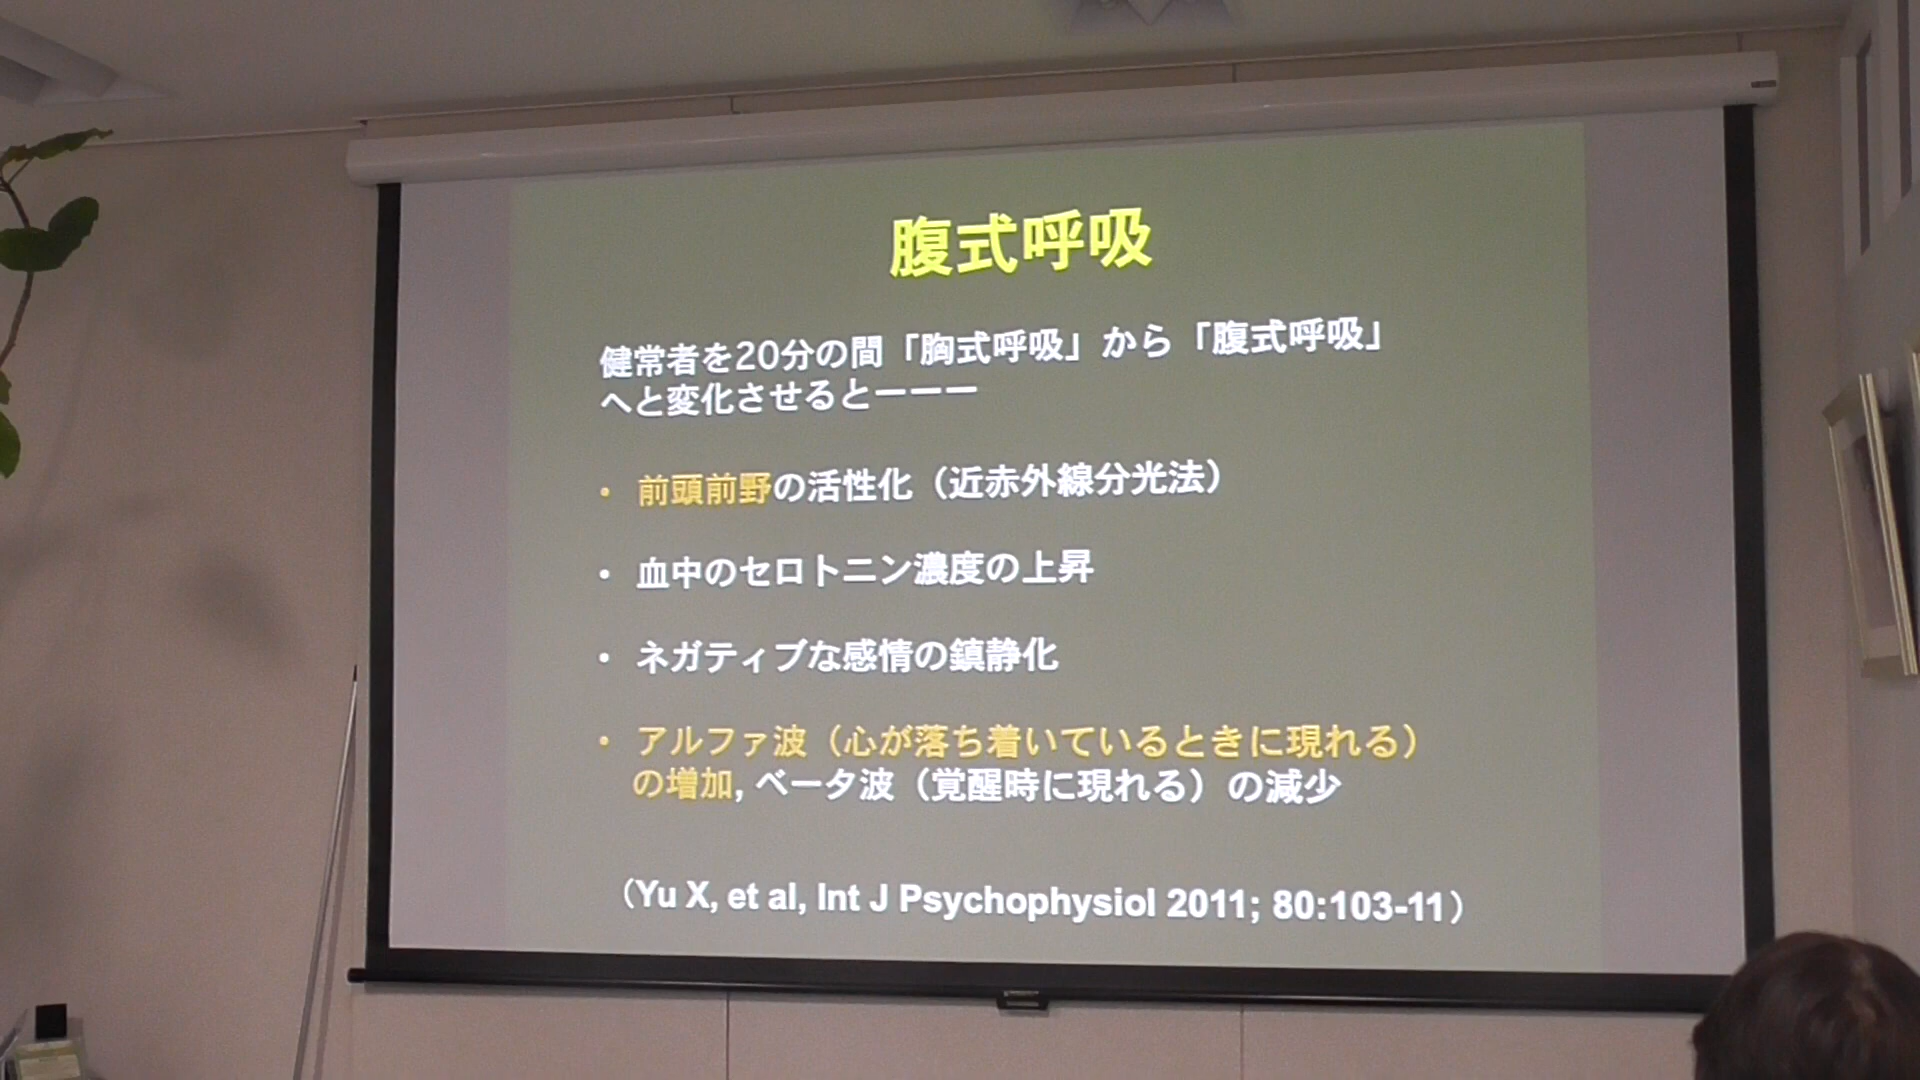 腹式呼吸
健常者を20分の間「胸式呼吸」から「腹式呼吸」
へと変化させるとーーー
• 前頭前野の活性化（近赤外線分光法）
• 血中のセロトニン濃度の上昇
• ネガティブな感情の鎮静化
• アルファ波（心が落ち着いているときに現れる）
の増加, ベータ波（覚醒時に現れる）の減少
（Yu X, et al, Int J Psychophysiol 2011; 80:103-11）